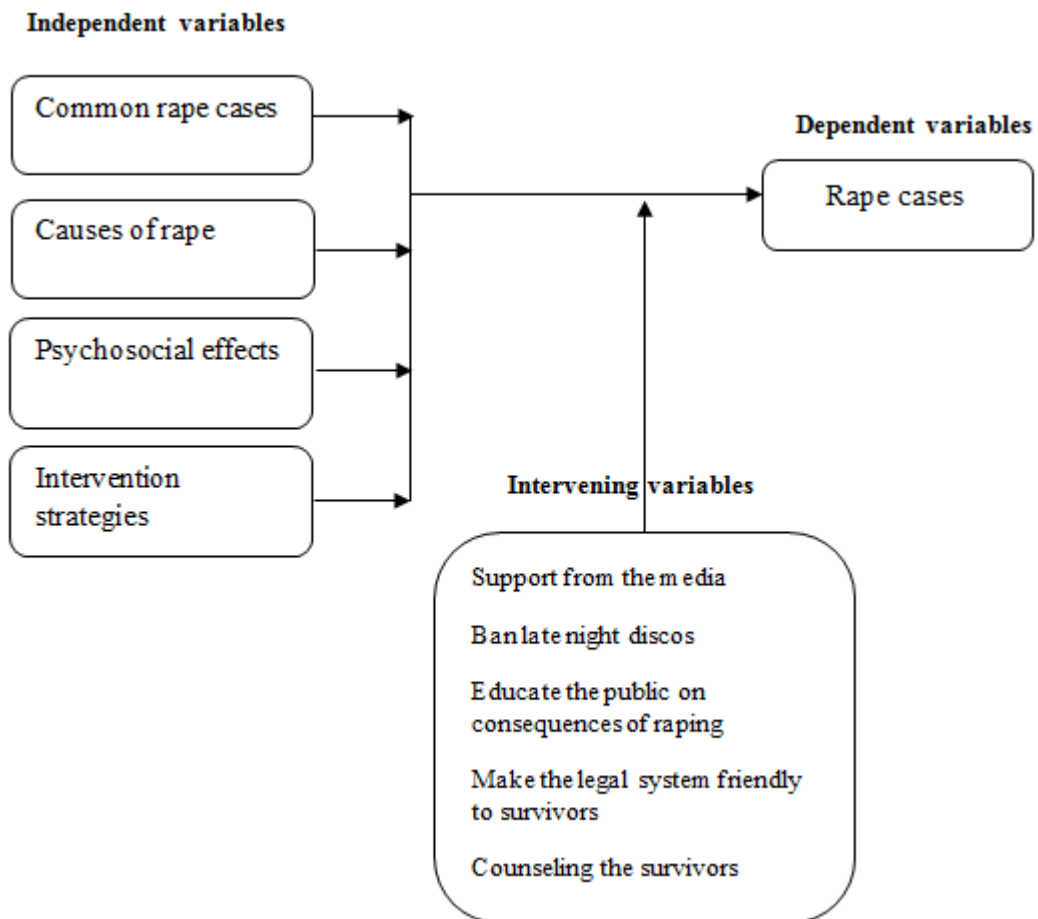 Independent variables
Common rape cases
Causes of rape
Psychosocial effects
Intervention
strategies
Dependent variables
Rape cases
Intervening variables
Support from the media
Ban late night discos
Educate the public on
consequences of raping
Make the legal system friendly
to survivors
Counseling the survivors